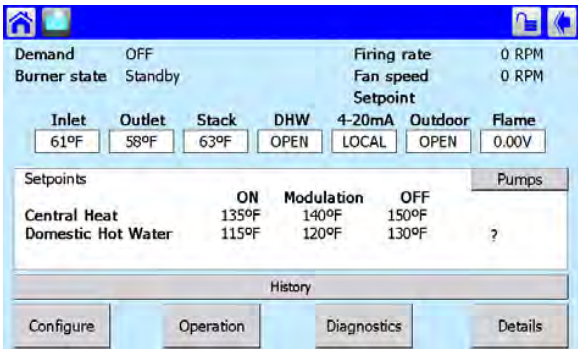 Demand OFF Firing rate 0 RPM
Burner state Standby Fan speed 0 RPM
Setpoint
Inlet Outlet Stack DHW 4-20mA Outdoor Flame
61ºF 58ºF 63ºF OPEN LOCAL OPEN 0.00V
Setpoints Pumps
ON Modulation OFF
Central Heat 135ºF 140ºF 150ºF
Domestic Hot Water 115ºF 120ºF 130ºF ?
History
Configure Operation Diagnostics Details